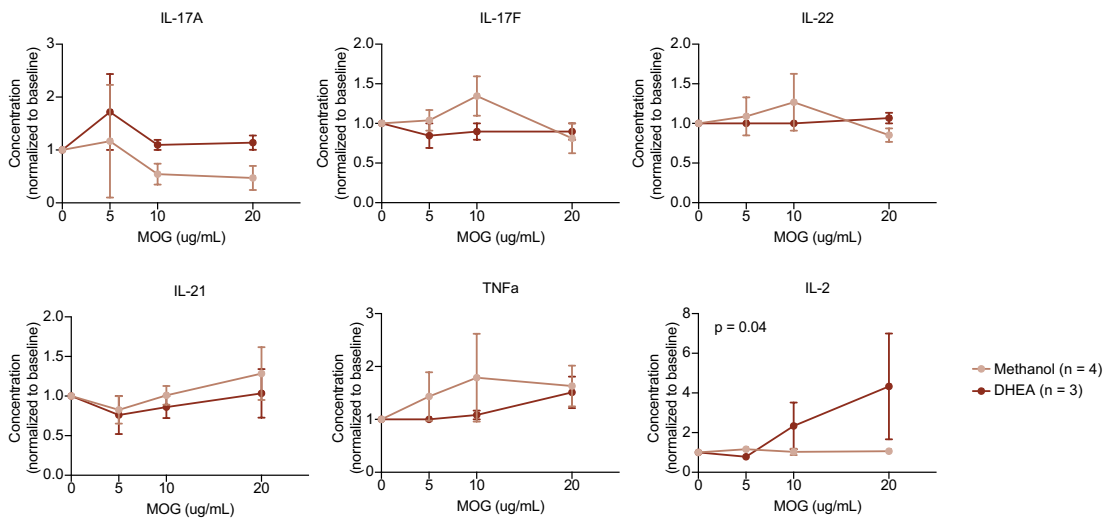 IL-17A
Concentration
(normalized to baseline)
3
2
1
0
0 5 10 20
MOG (ug/mL)
IL-17F
Concentration
(normalized to baseline)
2.0
1.5
1.0
0.5
0.0
0 5 10 20
MOG (ug/mL)
IL-22
Concentration
(normalized to baseline)
2.0
1.5
1.0
0.5
0.0
0 5 10 20
MOG (ug/mL)
IL-21
Concentration
(normalized to baseline)
2.0
1.5
1.0
0.5
0.0
0 5 10 20
MOG (ug/mL)
TNFa
Concentration
(normalized to baseline)
3
2
1
0
0 5 10 20
MOG (ug/mL)
IL-2
p = 0.04
Concentration
(normalized to baseline)
8
6
4
2
0
0 5 10 20
MOG (ug/mL)
Methanol (n = 4)
DHEA (n = 3)